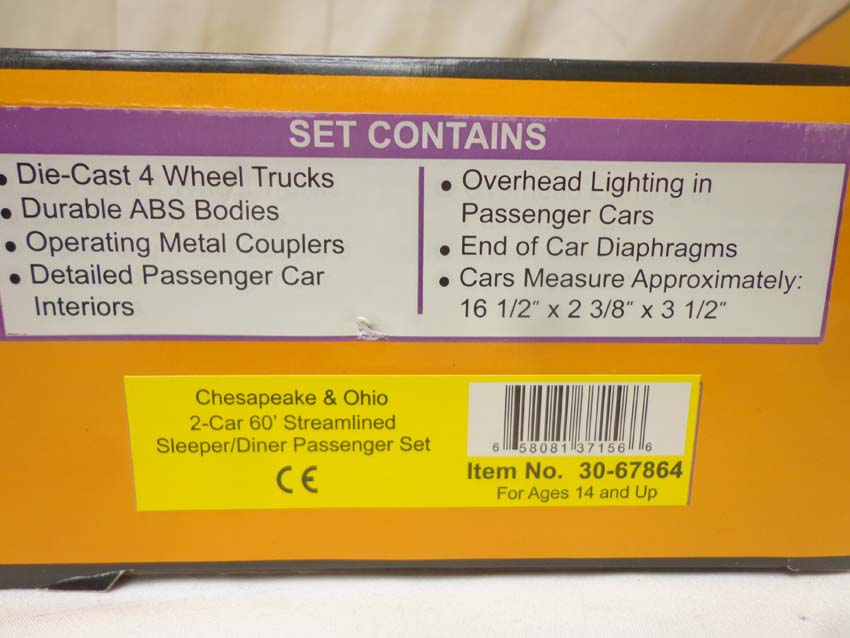 SET CONTAINS
• Die-Cast 4 Wheel Trucks
• Durable ABS Bodies
• Operating Metal Couplers
• Detailed Passenger Car
Interiors
• Overhead Lighting in
Passenger Cars
• End of Car Diaphragms
• Cars Measure Approximately:
16 1/2" x 2 3/8" x 3 1/2"
Chesapeake & Ohio
2-Car 60' Streamlined
Sleeper/Diner Passenger Set
CE
6 58081 37156 6
Item No. 30-67864
For Ages 14 and Up